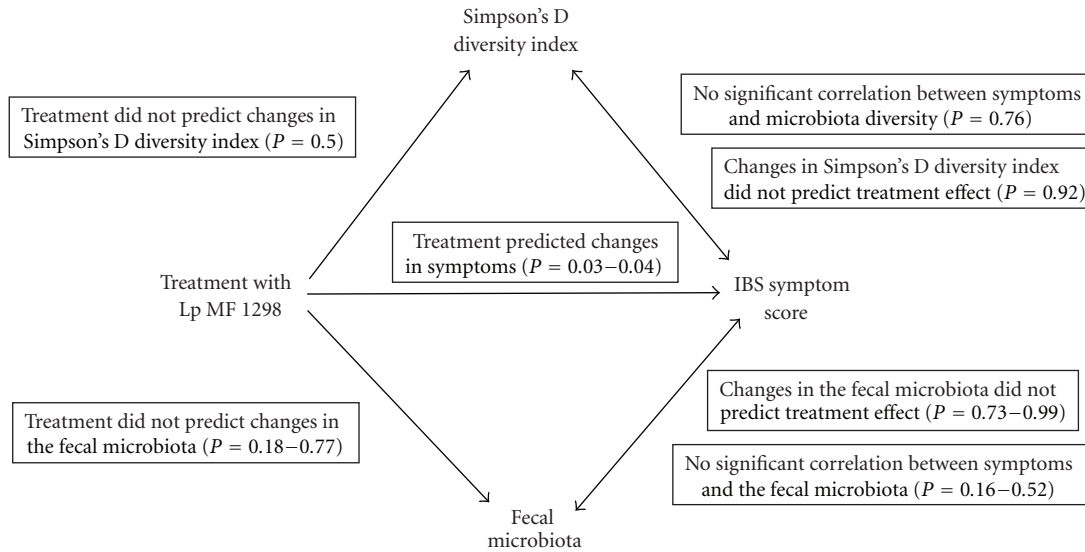 Simpson's D
diversity index
Treatment did not predict changes in
Simpson's D diversity index (P = 0.5)
No significant correlation between symptoms
and microbiota diversity (P = 0.76)
Changes in Simpson's D diversity index
did not predict treatment effect (P = 0.92)
Treatment predicted changes
in symptoms (P = 0.03–0.04)
Treatment with
Lp MF 1298
IBS symptom
score
Treatment did not predict changes in
the fecal microbiota (P = 0.18–0.77)
Changes in the fecal microbiota did not
predict treatment effect (P = 0.73–0.99)
No significant correlation between symptoms
and the fecal microbiota (P = 0.16–0.52)
Fecal
microbiota